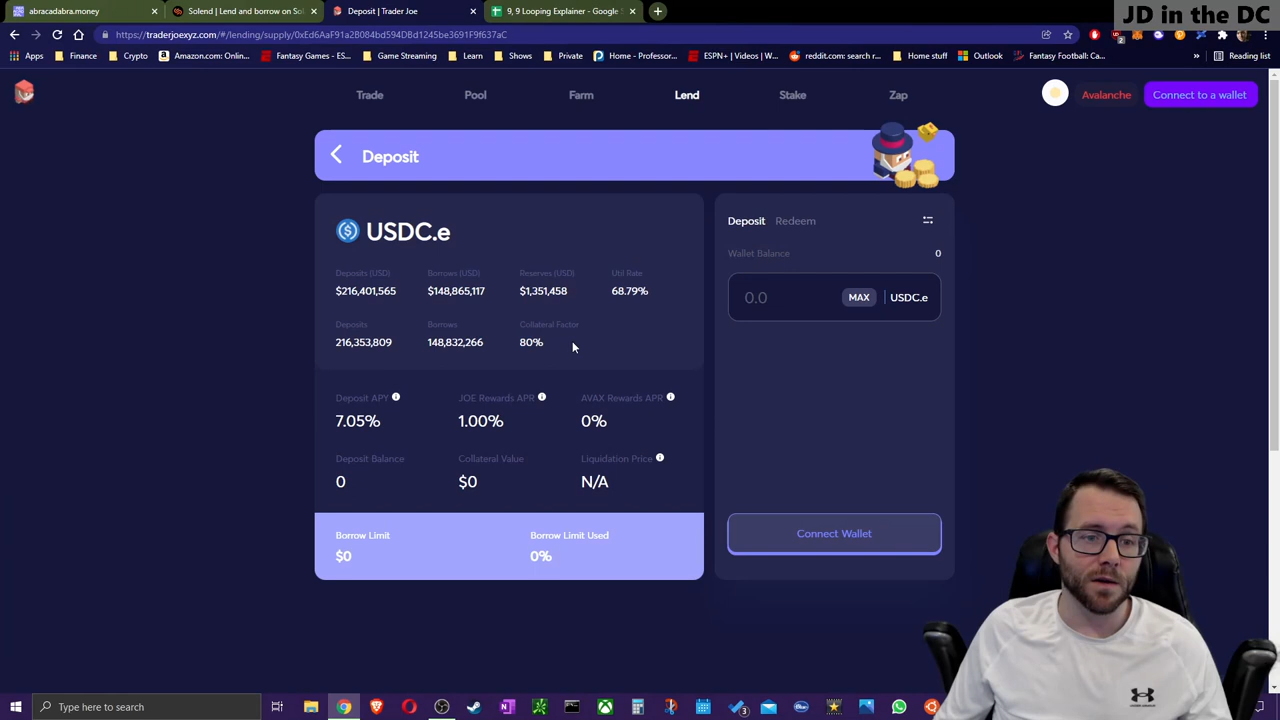 JD in the DC
abracadabra.money
Solend | Lend and borrow on Sol
Deposit | Trader Joe
9, 9 Looping Explainer - Google S
https://traderjoexyz.com/#/lending/supply/0xEd6AaF91a2B084bd594DBd1245be3691F9f637aC
Apps Finance Crypto Amazon.com: Onli... Fantasy Games - ES... Game Streaming Learn Shows Private Home - Professor... ESPN+ | Videos | W... reddit.com: search r... Home - Dashboard Outlook Fantasy Football: Ca... Reading list
Trade Pool Farm Lend Stake Zap Avalanche Connect to a wallet
Deposit
USDC.e
Deposits (USD) Borrows (USD) Reserves (USD) Util Rate
$216,401,565 $148,865,117 $1,351,458 68.79%
Deposits Borrows Collateral Factor
216,353,809 148,832,266 80%
Deposit APY JOE Rewards APR AVAX Rewards APR
7.05% 1.00% 0%
Deposit Balance Collateral Value Liquidation Price
0 $0 N/A
Borrow Limit Borrow Limit Used
$0 0%
Deposit Redeem
Wallet Balance 0
0.0 MAX USDC.e
Connect Wallet
Type here to search